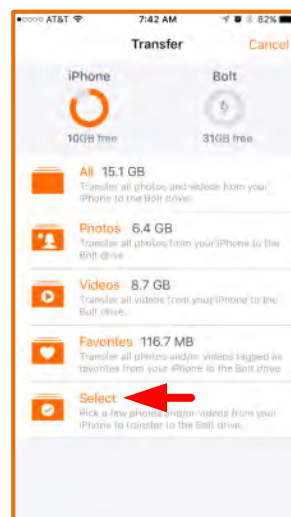 AT&T 7:42 AM 82%
Transfer Cancel
iPhone Bolt
10GB free 31GB free
All 15.1 GB
Transfer all photos and videos from your
iPhone to the Bolt drive.
Photos 6.4 GB
Transfer all photos from your iPhone to the
Bolt drive.
Videos 8.7 GB
Transfer all videos from your iPhone to the
Bolt drive.
Favorites 116.7 MB
Transfer all photos and/or videos tagged as
favorites from your iPhone to the Bolt drive.
Select
Pick a few photos and/or videos from your
iPhone to transfer to the Bolt drive.